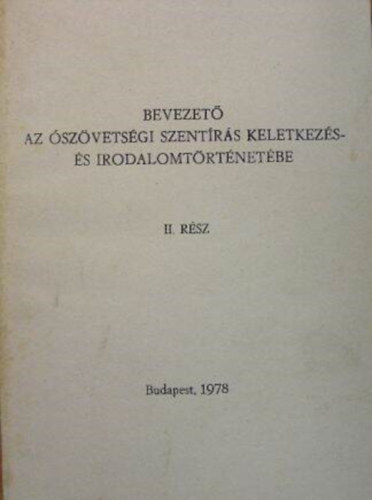 BEVEZETŐ
AZ ÓSZÖVETSÉGI SZENTÍRÁS KELETKEZÉS-
ÉS IRODALOMTÖRTÉNETÉBE
II. RÉSZ
Budapest, 1978